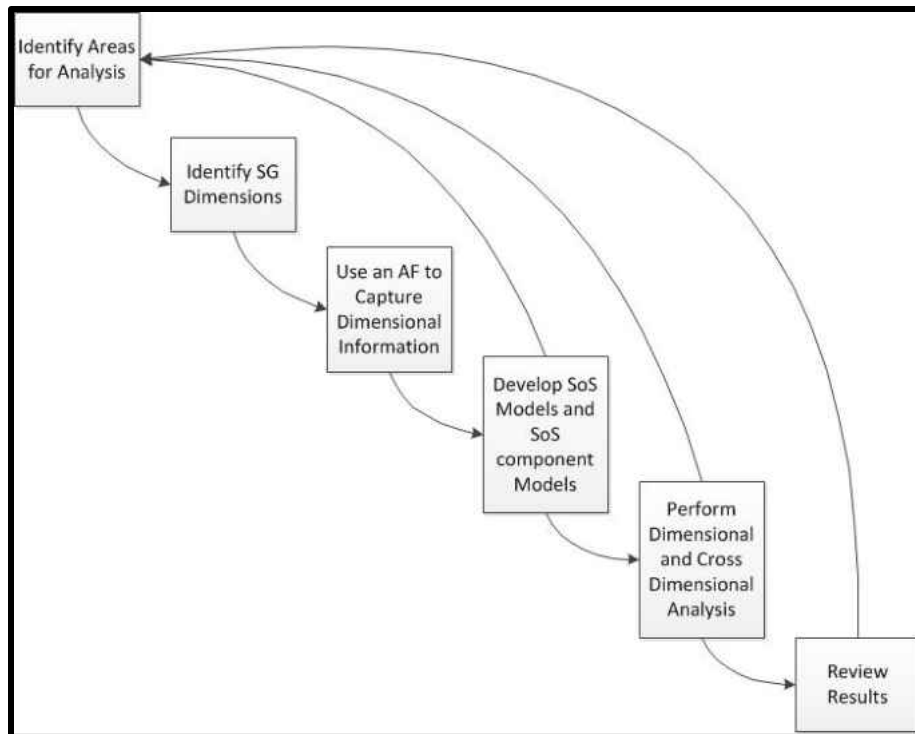 Identify Areas
for Analysis
Identify SG
Dimensions
Use an AF to
Capture
Dimensional
Information
Develop SoS
Models and
SoS
component
Models
Perform
Dimensional
and Cross
Dimensional
Analysis
Review
Results